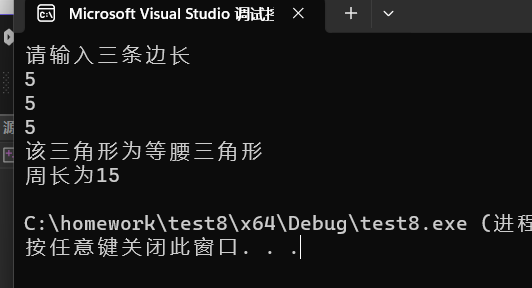 Microsoft Visual Studio 调试
请输入三条边长
5
5
5
该三角形为等腰三角形
周长为15
C:\homework\test8\x64\Debug\test8.exe (进程
按任意键关闭此窗口. . .
源